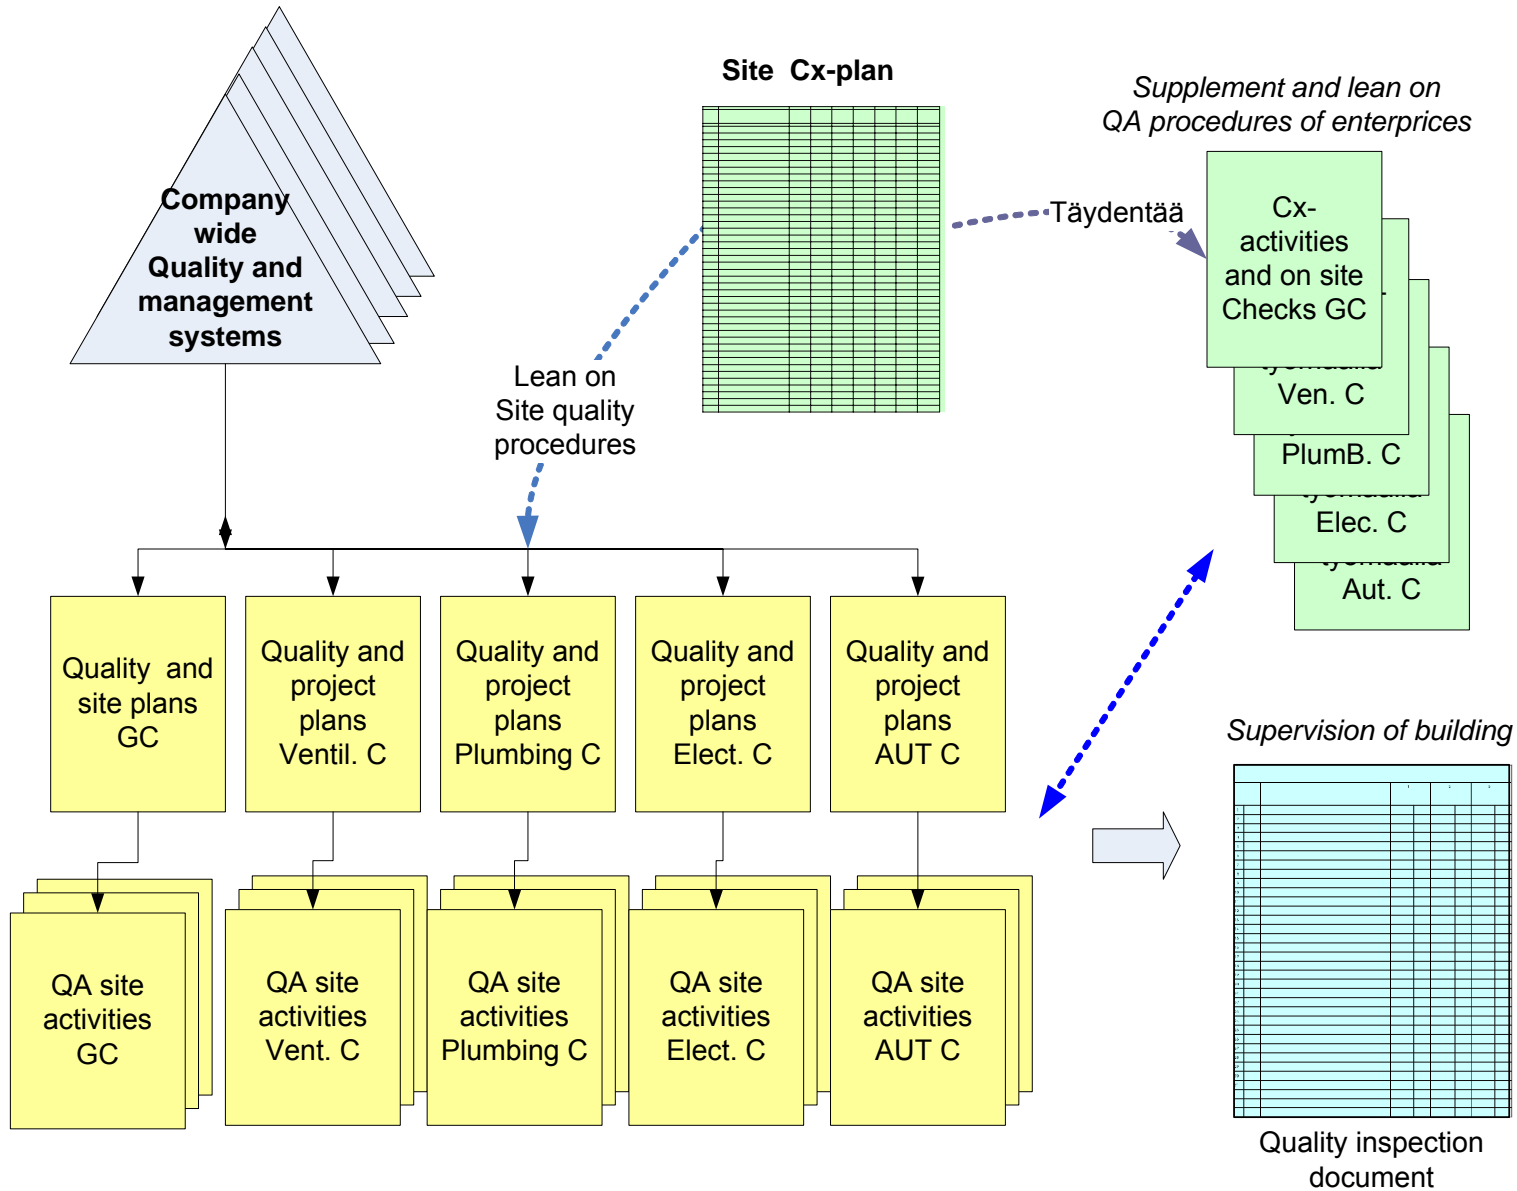 Site Cx-plan
Supplement and lean on
QA procedures of enterprices
Company
wide
Quality and
management
systems
Täydentää
Cx-
activities
and on site
Checks GC
Ven. C
PlumB. C
Elec. C
Aut. C
Lean on
Site quality
procedures
Quality and
site plans
GC
Quality and
project
plans
Ventil. C
Quality and
project
plans
Plumbing C
Quality and
project
plans
Elect. C
Quality and
project
plans
AUT C
Supervision of building
1 2 3
QA site
activities
GC
QA site
activities
Vent. C
QA site
activities
Plumbing C
QA site
activities
Elect. C
QA site
activities
AUT C
Quality inspection
document